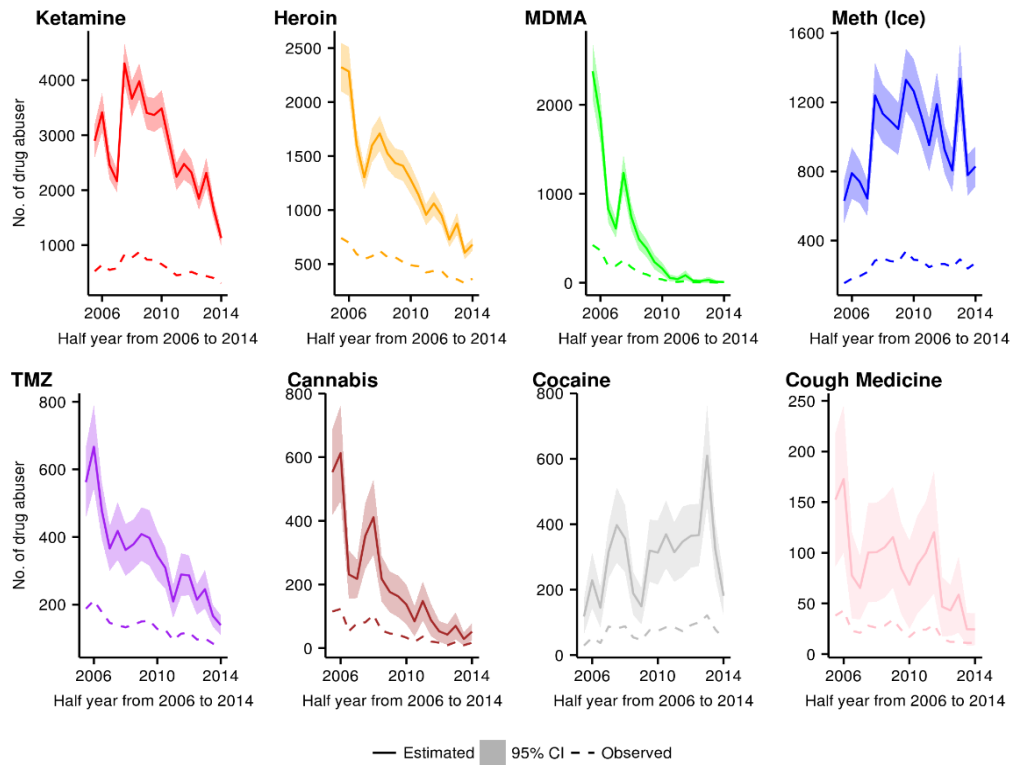 Ketamine
Heroin
MDMA
Meth (Ice)
No. of drug abuser
4000
3000
2000
1000
2500
2000
1500
1000
500
2000
1000
0
1600
1200
800
400
2006 2010 2014
2006 2010 2014
2006 2010 2014
2006 2010 2014
Half year from 2006 to 2014
Half year from 2006 to 2014
Half year from 2006 to 2014
Half year from 2006 to 2014
TMZ
Cannabis
Cocaine
Cough Medicine
No. of drug abuser
800
600
400
200
800
600
400
200
0
800
600
400
200
0
250
200
150
100
50
0
2006 2010 2014
2006 2010 2014
2006 2010 2014
2006 2010 2014
Half year from 2006 to 2014
Half year from 2006 to 2014
Half year from 2006 to 2014
Half year from 2006 to 2014
Estimated 95% CI Observed